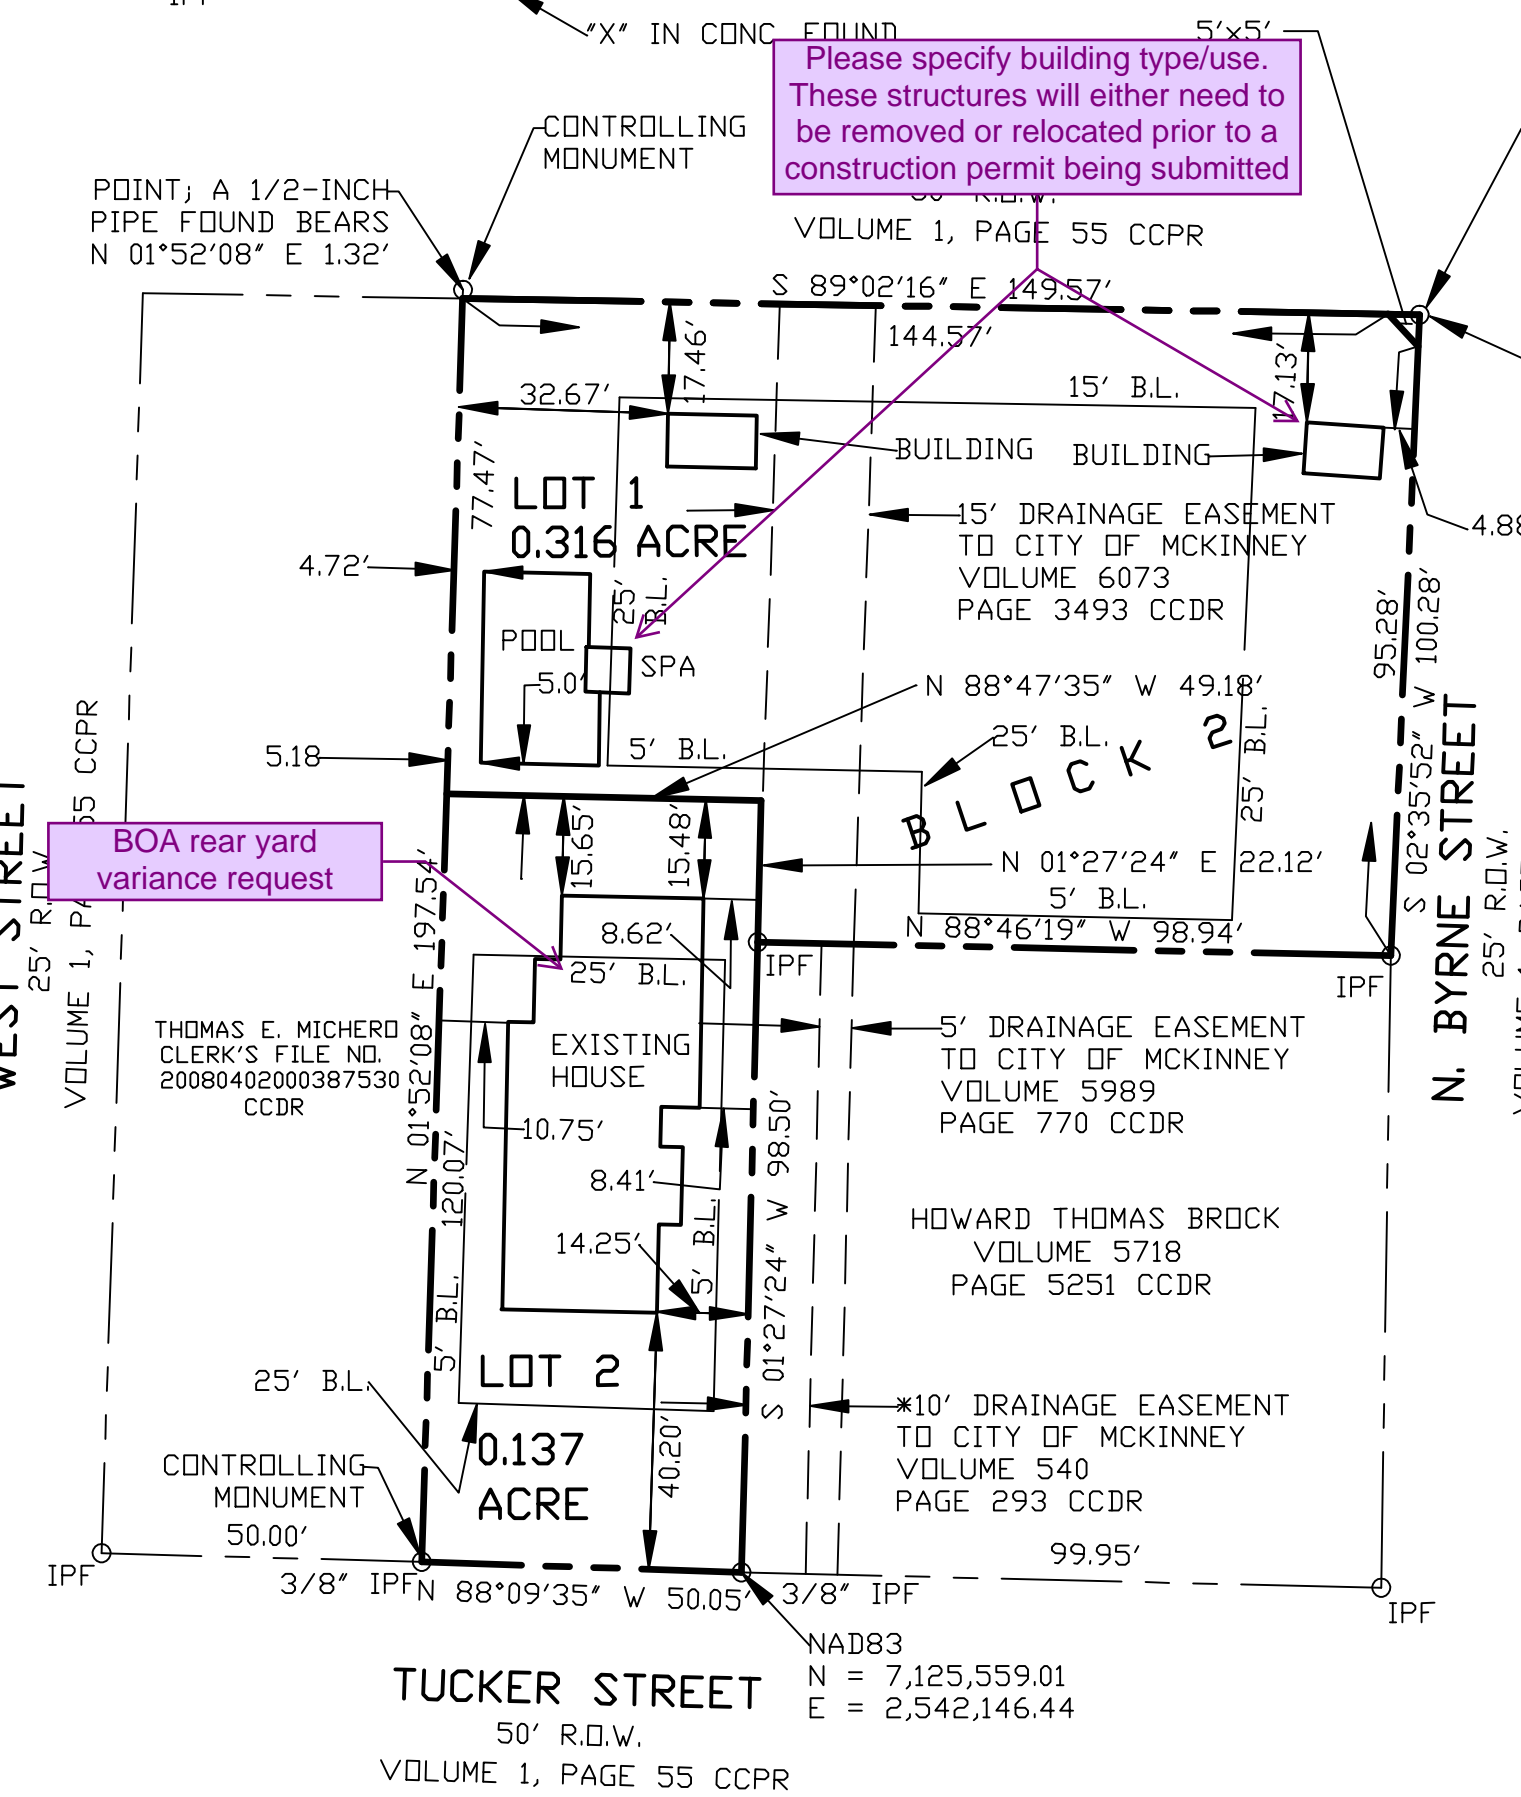 "X" IN CONC FOUND
5'x5'
Please specify building type/use.
These structures will either need to
be removed or relocated prior to a
construction permit being submitted
CONTROLLING
MONUMENT
POINT; A 1/2-INCH
PIPE FOUND BEARS
N 01°52'08" E 1.32'
VOLUME 1, PAGE 55 CCPR
S 89°02'16" E 149.57'
144.57'
17.46'
17.13'
32.67'
15' B.L.
BUILDING
BUILDING
77.47'
LOT 1
0.316 ACRE
15' DRAINAGE EASEMENT
TO CITY OF MCKINNEY
VOLUME 6073
PAGE 3493 CCDR
4.88
4.72'
25'
B.L.
POOL
SPA
5.0'
95.28'
S 02°35'52" W 100.28'
N 88°47'35" W 49.18'
5.18
5' B.L.
25' B.L.
BLOCK 2
25' B.L.
BOA rear yard
variance request
15.65'
15.48'
N 01°27'24" E 22.12'
5' B.L.
N 88°46'19" W 98.94'
8.62'
25' B.L.
IPF
IPF
WEST STREET
25' R.O.W.
N. BYRNE STREET
25' R.O.W.
THOMAS E. MICHERO
CLERK'S FILE NO.
20080402000387530
CCDR
N 01°52'08" E 197.54'
EXISTING
HOUSE
5' DRAINAGE EASEMENT
TO CITY OF MCKINNEY
VOLUME 5989
PAGE 770 CCDR
10.75'
120.07'
8.41'
S 01°27'24" W 98.50'
5' B.L.
HOWARD THOMAS BROCK
VOLUME 5718
PAGE 5251 CCDR
14.25'
5' B.L.
25' B.L.
LOT 2
0.137
ACRE
40.20'
*10' DRAINAGE EASEMENT
TO CITY OF MCKINNEY
VOLUME 540
PAGE 293 CCDR
CONTROLLING
MONUMENT
50.00'
99.95'
IPF
3/8" IPF
N 88°09'35" W 50.05'
3/8" IPF
IPF
NAD83
N = 7,125,559.01
E = 2,542,146.44
TUCKER STREET
50' R.O.W.
VOLUME 1, PAGE 55 CCPR